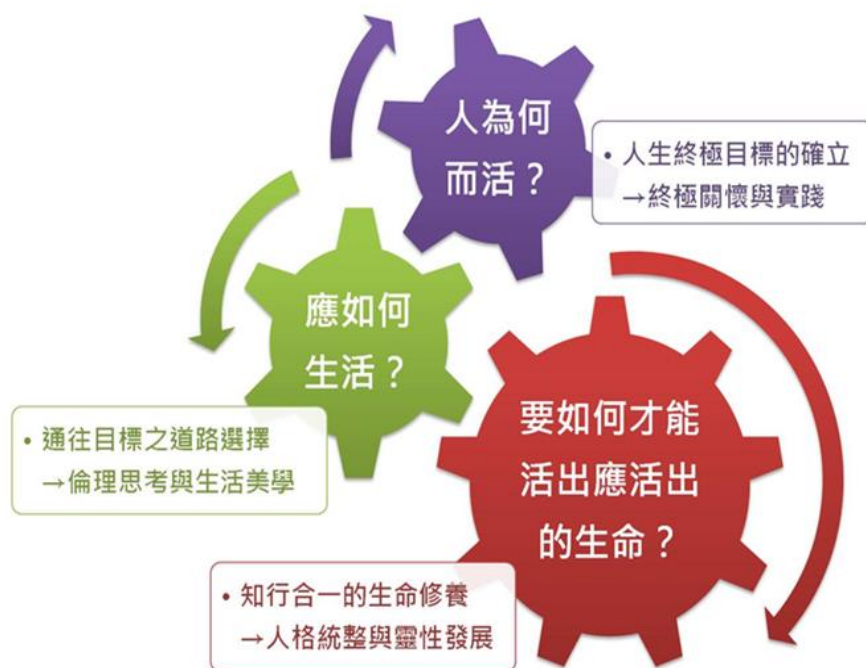 人為何
而活？
• 人生終極目標的確立
→終極關懷與實踐
應如何
生活？
• 通往目標之道路選擇
→倫理思考與生活美學
要如何才能
活出應活出
的生命？
• 知行合一的生命修養
→人格統整與靈性發展